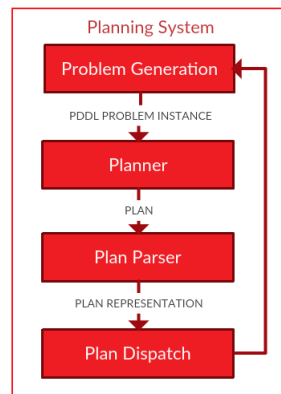 Planning System
Problem Generation
PDDL PROBLEM INSTANCE
Planner
PLAN
Plan Parser
PLAN REPRESENTATION
Plan Dispatch